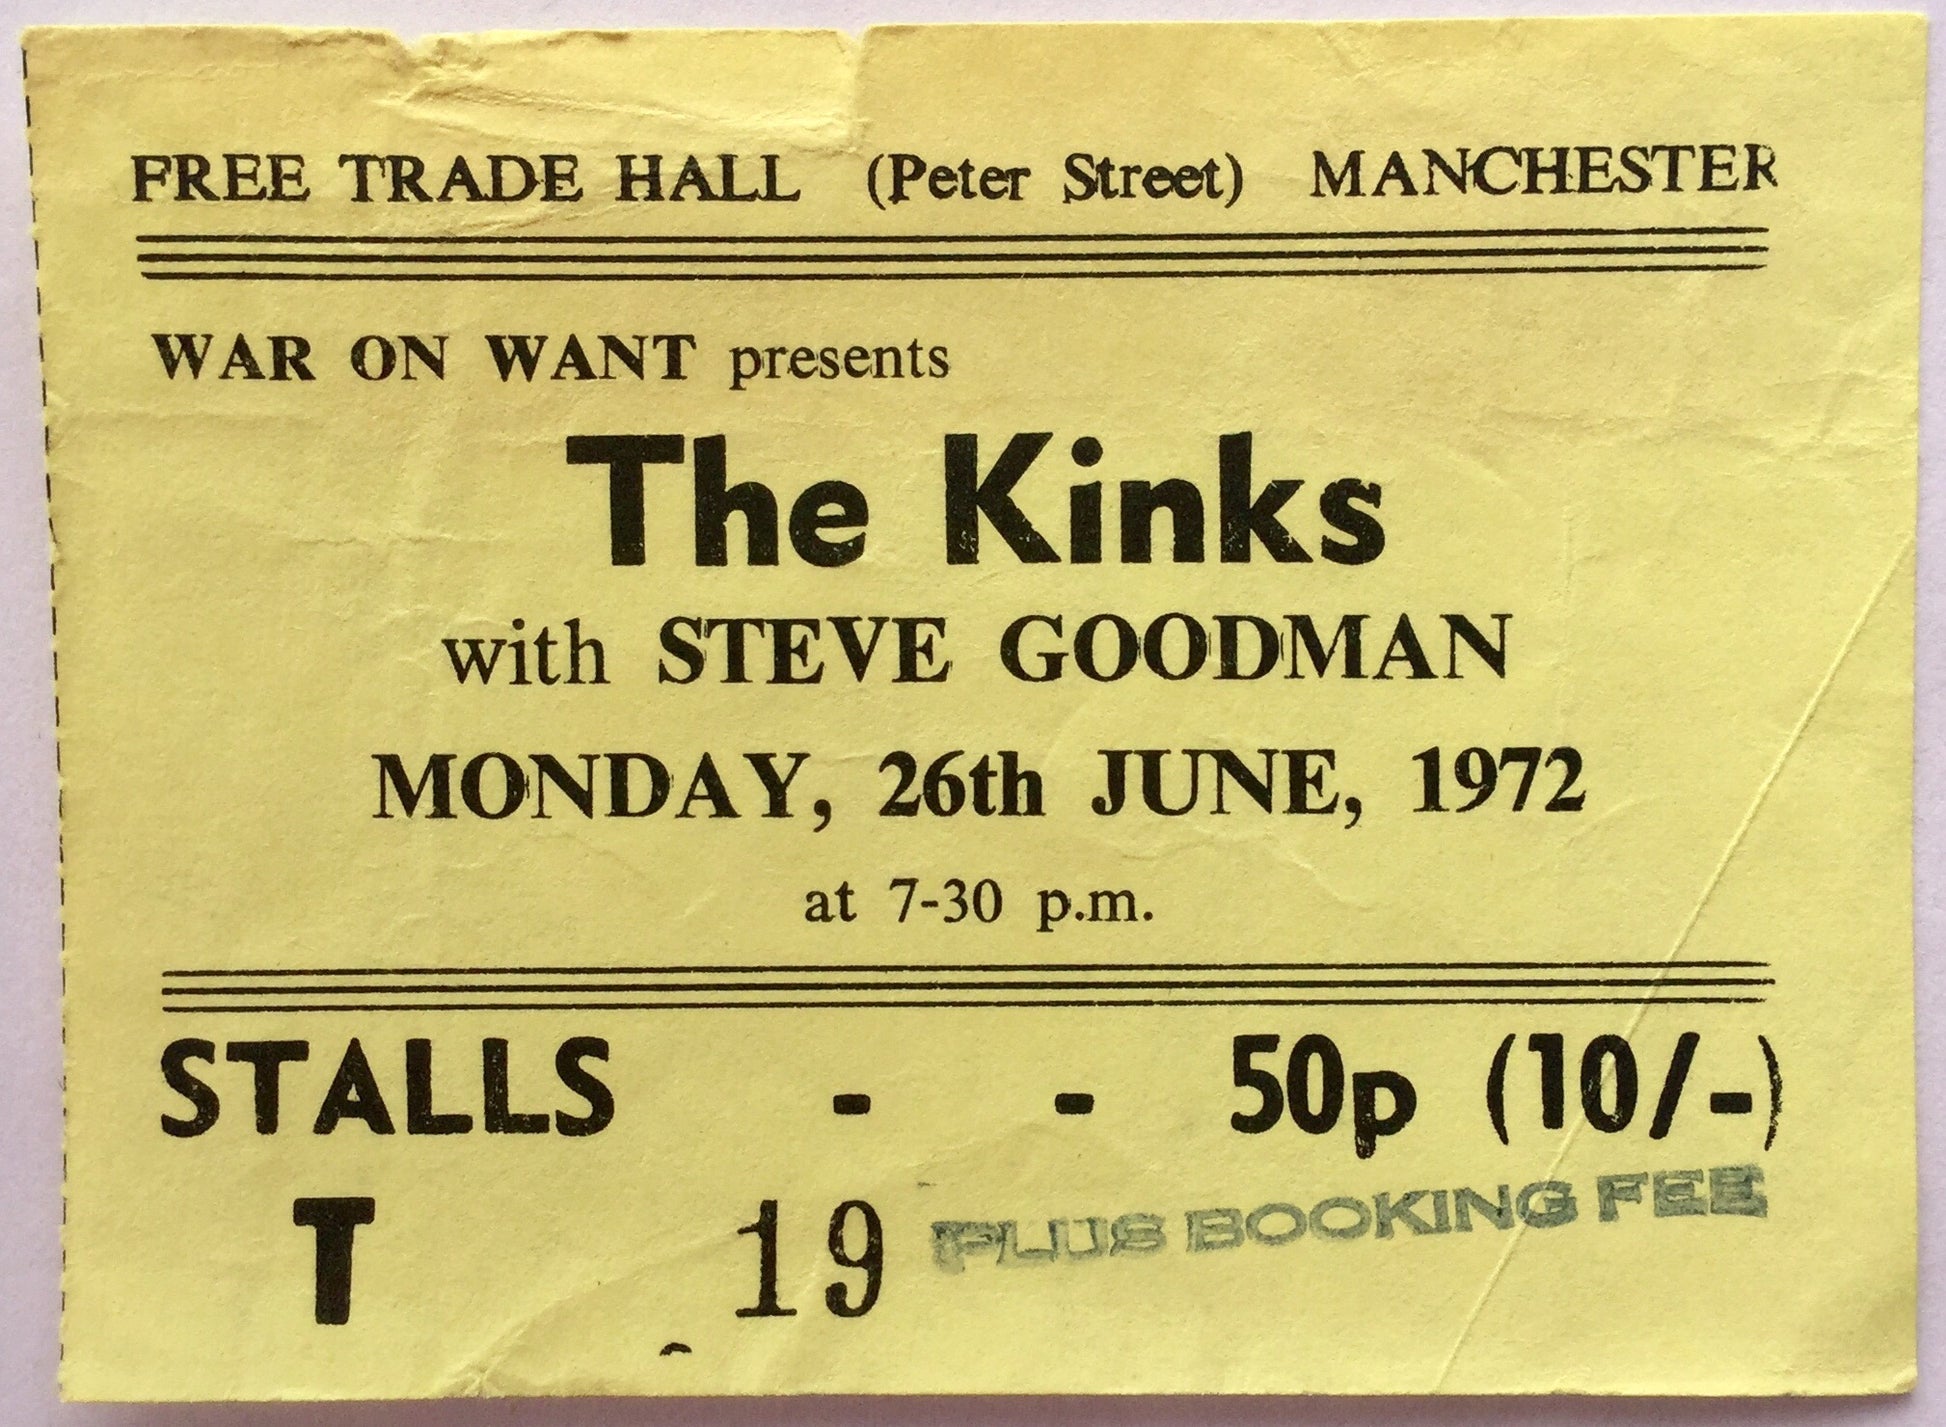 FREE TRADE HALL (Peter Street) MANCHESTER
WAR ON WANT presents
The Kinks
with STEVE GOODMAN
MONDAY, 26th JUNE, 1972
at 7-30 p.m.
STALLS - - 50p (10/-)
T 19 PLUS BOOKING FEE